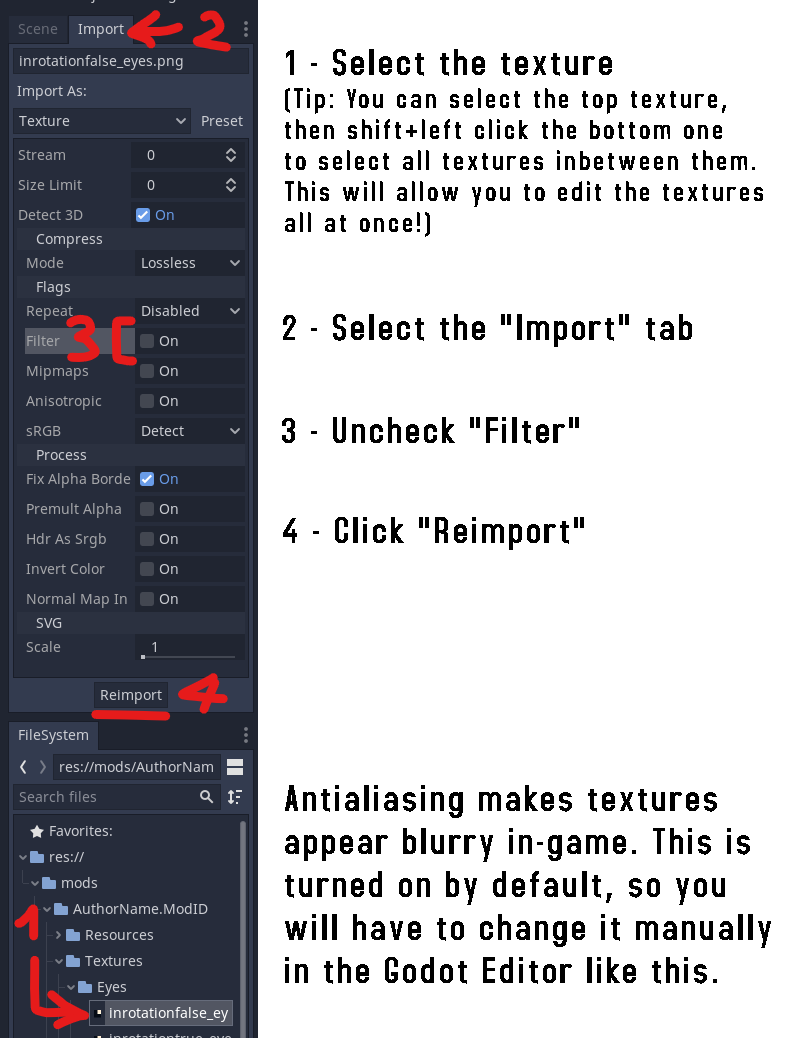 Scene Import 2
inrotationfalse_eyes.png
Import As:
Texture Preset
Stream 0
Size Limit 0
Detect 3D On
Compress
Mode Lossless
Flags
Repeat Disabled
Filter 3 [ On
Mipmaps On
Anisotropic On
sRGB Detect
Process
Fix Alpha Borde On
Premult Alpha On
Hdr As Srgb On
Invert Color On
Normal Map In On
SVG
Scale 1
Reimport 4
FileSystem
res://mods/AuthorNam
Search files
Favorites:
res://
mods
1 AuthorName.ModID
Resources
Textures
Eyes
inrotationfalse_ey
1 - Select the texture
(Tip: You can select the top texture,
then shift+left click the bottom one
to select all textures inbetween them.
This will allow you to edit the textures
all at once!)
2 - Select the "Import" tab
3 - Uncheck "Filter"
4 - Click "Reimport"
Antialiasing makes textures
appear blurry in-game. This is
turned on by default, so you
will have to change it manually
in the Godot Editor like this.